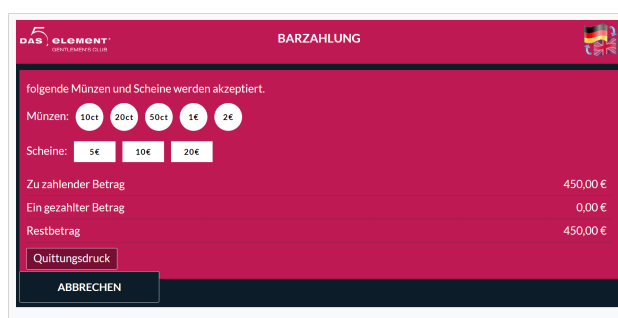 DAS 5 ELEMENT
GENTLEMEN'S CLUB
BARZAHLUNG
folgende Münzen und Scheine werden akzeptiert.
Münzen: 10ct 20ct 50ct 1€ 2€
Scheine: 5€ 10€ 20€
Zu zahlender Betrag 450,00 €
Ein gezahlter Betrag 0,00 €
Restbetrag 450,00 €
Quittungsdruck
ABBRECHEN